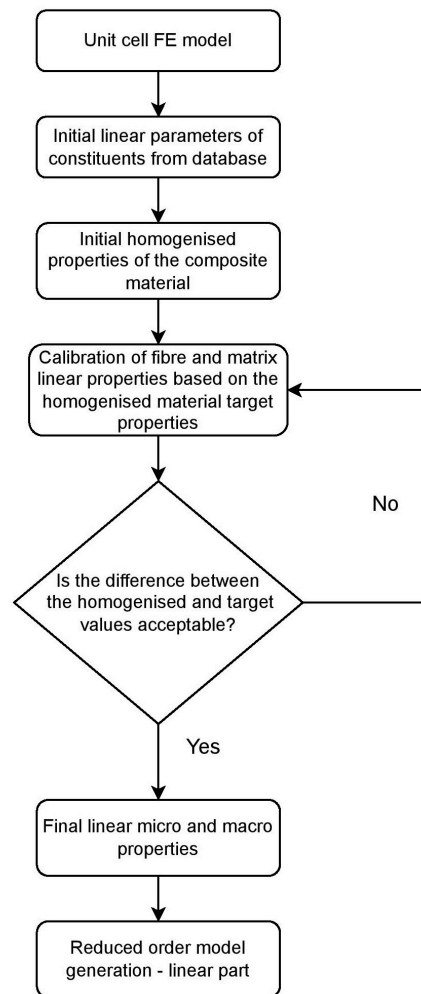 Unit cell FE model
Initial linear parameters of
constituents from database
Initial homogenised
properties of the composite
material
Calibration of fibre and matrix
linear properties based on the
homogenised material target
properties
No
Is the difference between
the homogenised and target
values acceptable?
Yes
Final linear micro and macro
properties
Reduced order model
generation - linear part